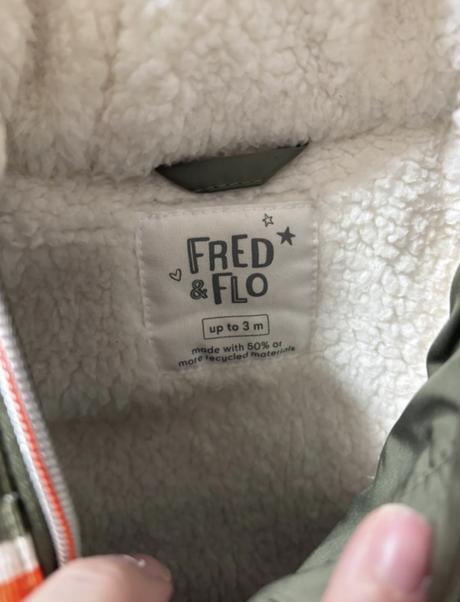 FRED
& FLO
up to 3 m
made with 50% or
more recycled materials